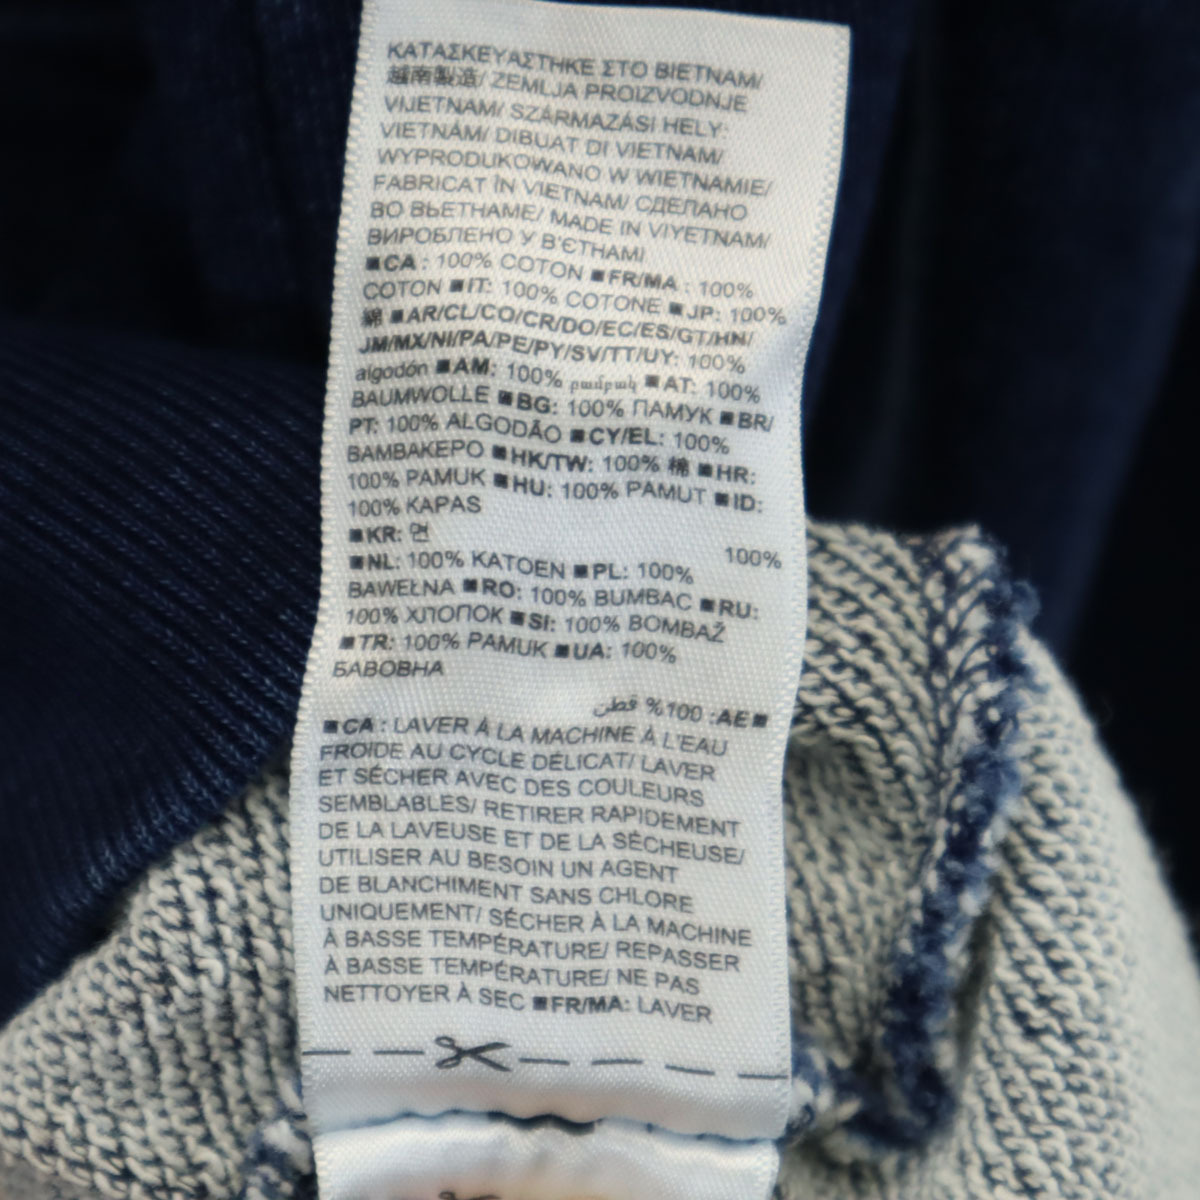 ΚΑΤΑΣΚΕΥΑΣΤΗΚΕ ΣΤΟ ΒΙΕΤΝΑΜ/
越南製造/ ZEMLJA PROIZVODNJE
VIJETNAM/ SZÁRMAZÁSI HELY:
VIETNÁM/ DIBUAT DI VIETNAM/
WYPRODUKOWANO W WIETNAMIE/
FABRICAT ÎN VIETNAM/ СДЕЛАНО
ВО ВЬЕТНАМЕ/ MADE IN VIYETNAM/
ВИРОБЛЕНО У В'ЄТНАМІ
■CA : 100% COTON ■FR/MA : 100%
COTON ■IT: 100% COTONE ■JP: 100%
綿 ■AR/CL/CO/CR/DO/EC/ES/GT/HN/
JM/MX/NI/PA/PE/PY/SV/TT/UY: 100%
algodón ■AM: 100% բամբակ ■AT: 100%
BAUMWOLLE ■BG: 100% ПАМУК ■BR/
PT: 100% ALGODÃO ■CY/EL: 100%
ΒΑΜΒΑΚΕΡΟ ■HK/TW: 100% 棉 ■HR:
100% PAMUK ■HU: 100% PAMUT ■ID:
100% KAPAS
■KR: 면 100%
■NL: 100% KATOEN ■PL: 100%
BAWEŁNA ■RO: 100% BUMBAC ■RU:
100% ХЛОПОК ■SI: 100% BOMBAŽ
■TR: 100% PAMUK ■UA: 100%
БАВОВНА
■AE: 100% قطن
■CA : LAVER À LA MACHINE À L'EAU
FROIDE AU CYCLE DÉLICAT/ LAVER
ET SÉCHER AVEC DES COULEURS
SEMBLABLES/ RETIRER RAPIDEMENT
DE LA LAVEUSE ET DE LA SÉCHEUSE/
UTILISER AU BESOIN UN AGENT
DE BLANCHIMENT SANS CHLORE
UNIQUEMENT/ SÉCHER À LA MACHINE
À BASSE TEMPÉRATURE/ REPASSER
À BASSE TEMPÉRATURE/ NE PAS
NETTOYER À SEC ■FR/MA: LAVER